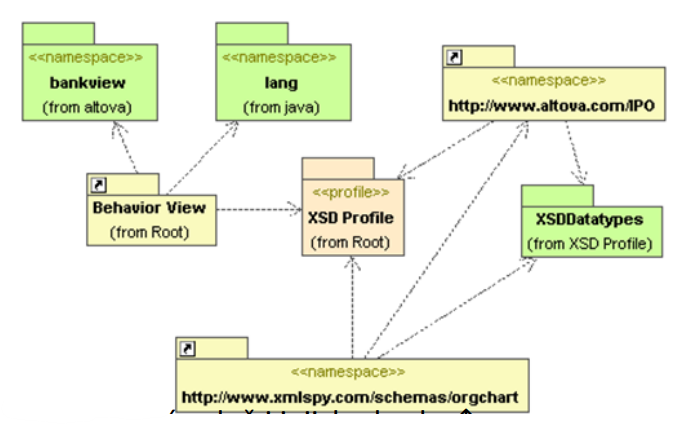 <<namespace>>
bankview
(from altova)
<<namespace>>
lang
(from java)
<<namespace>>
http://www.altova.com/IPO
Behavior View
(from Root)
<<profile>>
XSD Profile
(from Root)
XSDDatatypes
(from XSD Profile)
<<namespace>>
http://www.xmlspy.com/schemas/orgchart